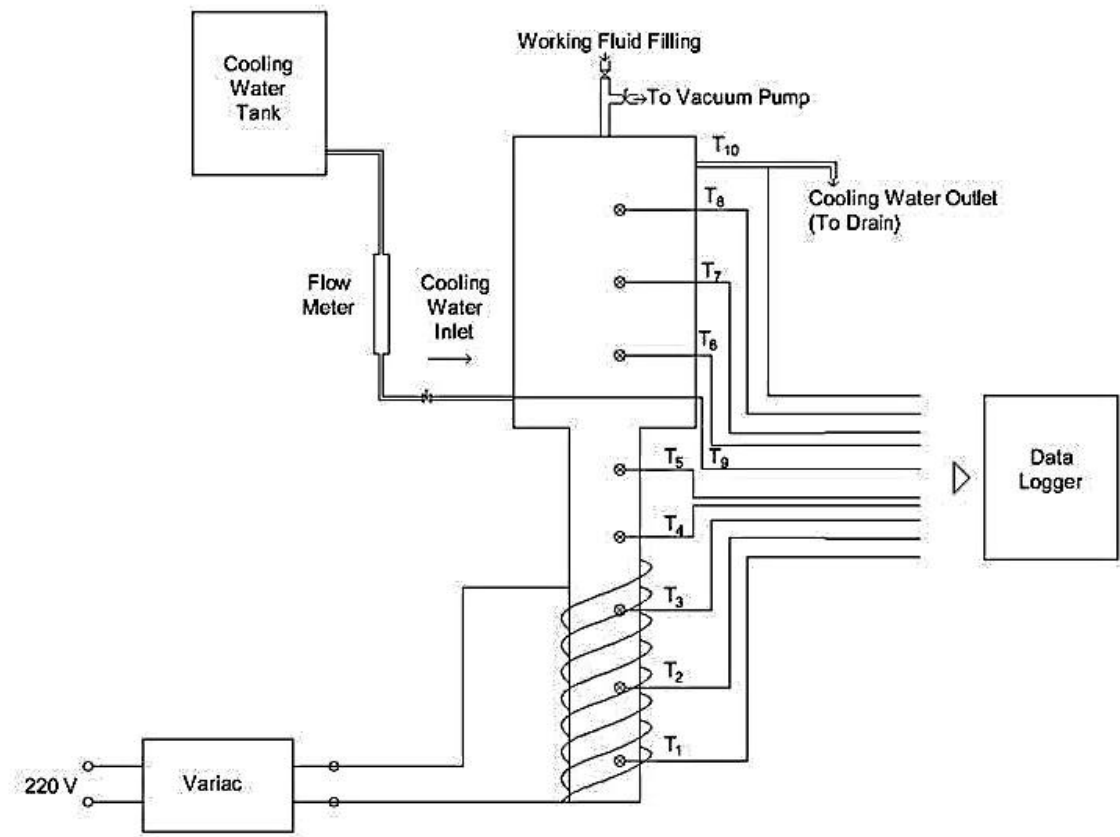 Working Fluid Filling
To Vacuum Pump
Cooling
Water
Tank
T10
Cooling Water Outlet
(To Drain)
T8
T7
Flow
Meter
Cooling
Water
Inlet
T6
T5
T9
Data
Logger
T4
T3
T2
T1
220 V
Variac